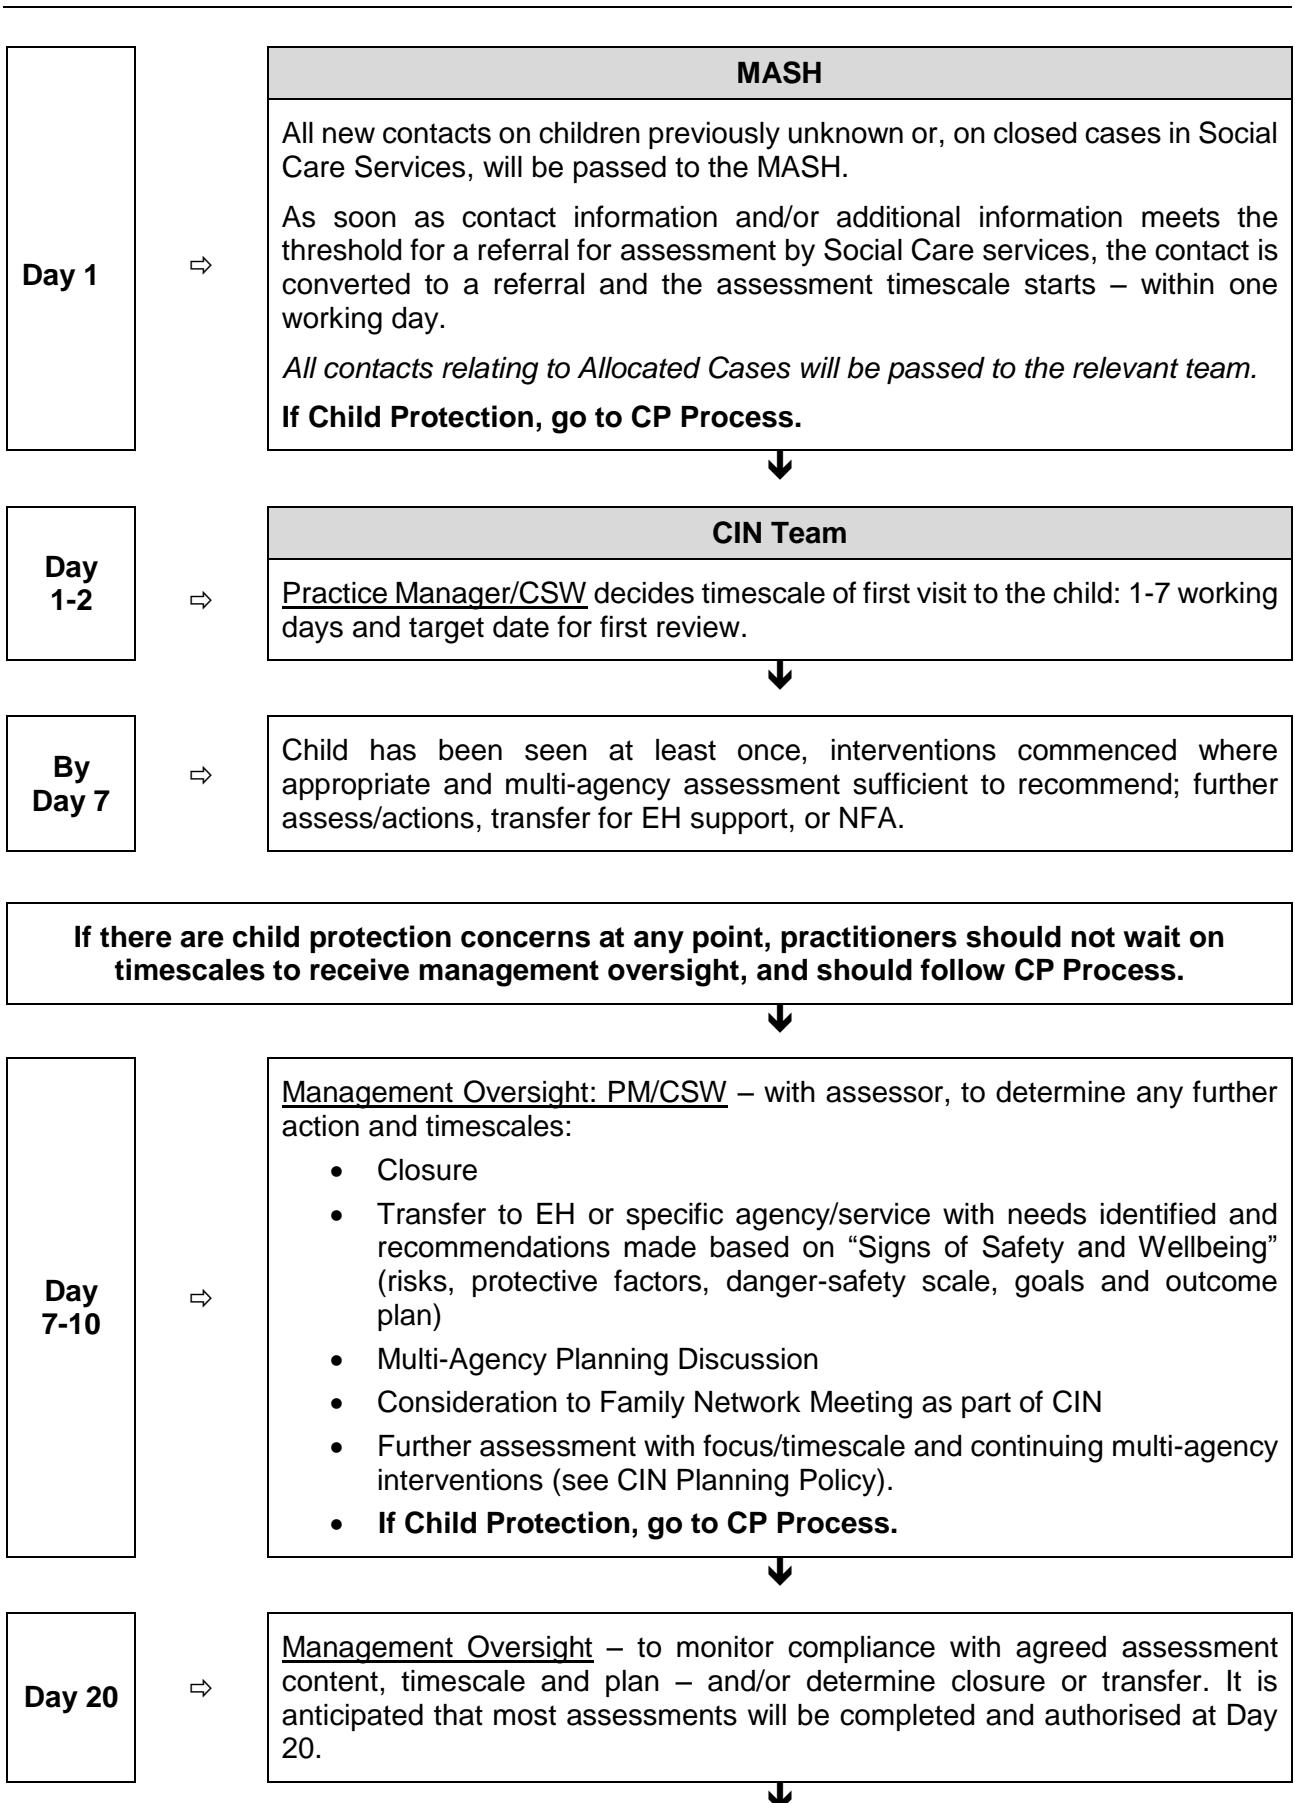 MASH
All new contacts on children previously unknown or, on closed cases in Social
Care Services, will be passed to the MASH.
As soon as contact information and/or additional information meets the
threshold for a referral for assessment by Social Care services, the contact is
converted to a referral and the assessment timescale starts – within one
working day.
All contacts relating to Allocated Cases will be passed to the relevant team.
If Child Protection, go to CP Process.
Day 1
⇨
CIN Team
Day
1-2
⇨
Practice Manager/CSW decides timescale of first visit to the child: 1-7 working
days and target date for first review.
By
Day 7
⇨
Child has been seen at least once, interventions commenced where
appropriate and multi-agency assessment sufficient to recommend; further
assess/actions, transfer for EH support, or NFA.
If there are child protection concerns at any point, practitioners should not wait on
timescales to receive management oversight, and should follow CP Process.
Day
7-10
⇨
Management Oversight: PM/CSW – with assessor, to determine any further
action and timescales:
• Closure
• Transfer to EH or specific agency/service with needs identified and
recommendations made based on “Signs of Safety and Wellbeing”
(risks, protective factors, danger-safety scale, goals and outcome
plan)
• Multi-Agency Planning Discussion
• Consideration to Family Network Meeting as part of CIN
• Further assessment with focus/timescale and continuing multi-agency
interventions (see CIN Planning Policy).
• If Child Protection, go to CP Process.
Day 20
⇨
Management Oversight – to monitor compliance with agreed assessment
content, timescale and plan – and/or determine closure or transfer. It is
anticipated that most assessments will be completed and authorised at Day
20.